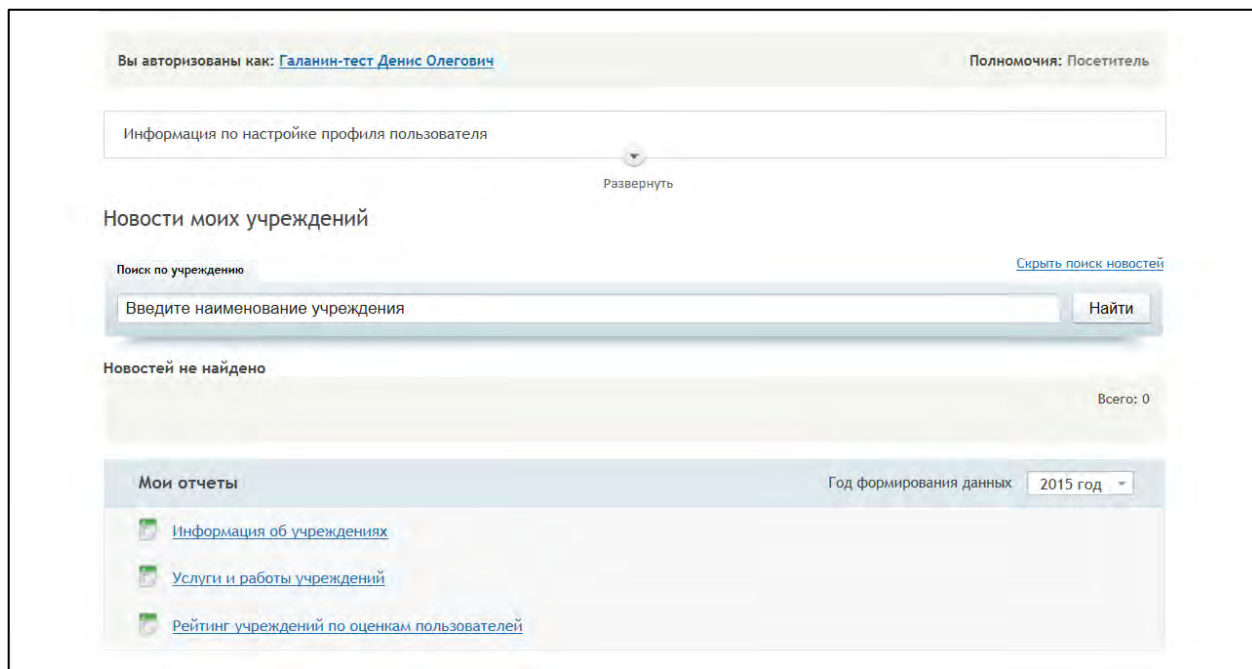 Вы авторизованы как: Галанин-тест Денис Олегович Полномочия: Посетитель
Информация по настройке профиля пользователя
Развернуть
Новости моих учреждений
Скрыть поиск новостей
Поиск по учреждению
Введите наименование учреждения Найти
Новостей не найдено
Всего: 0
Мои отчеты Год формирования данных 2015 год
Информация об учреждениях
Услуги и работы учреждений
Рейтинг учреждений по оценкам пользователей